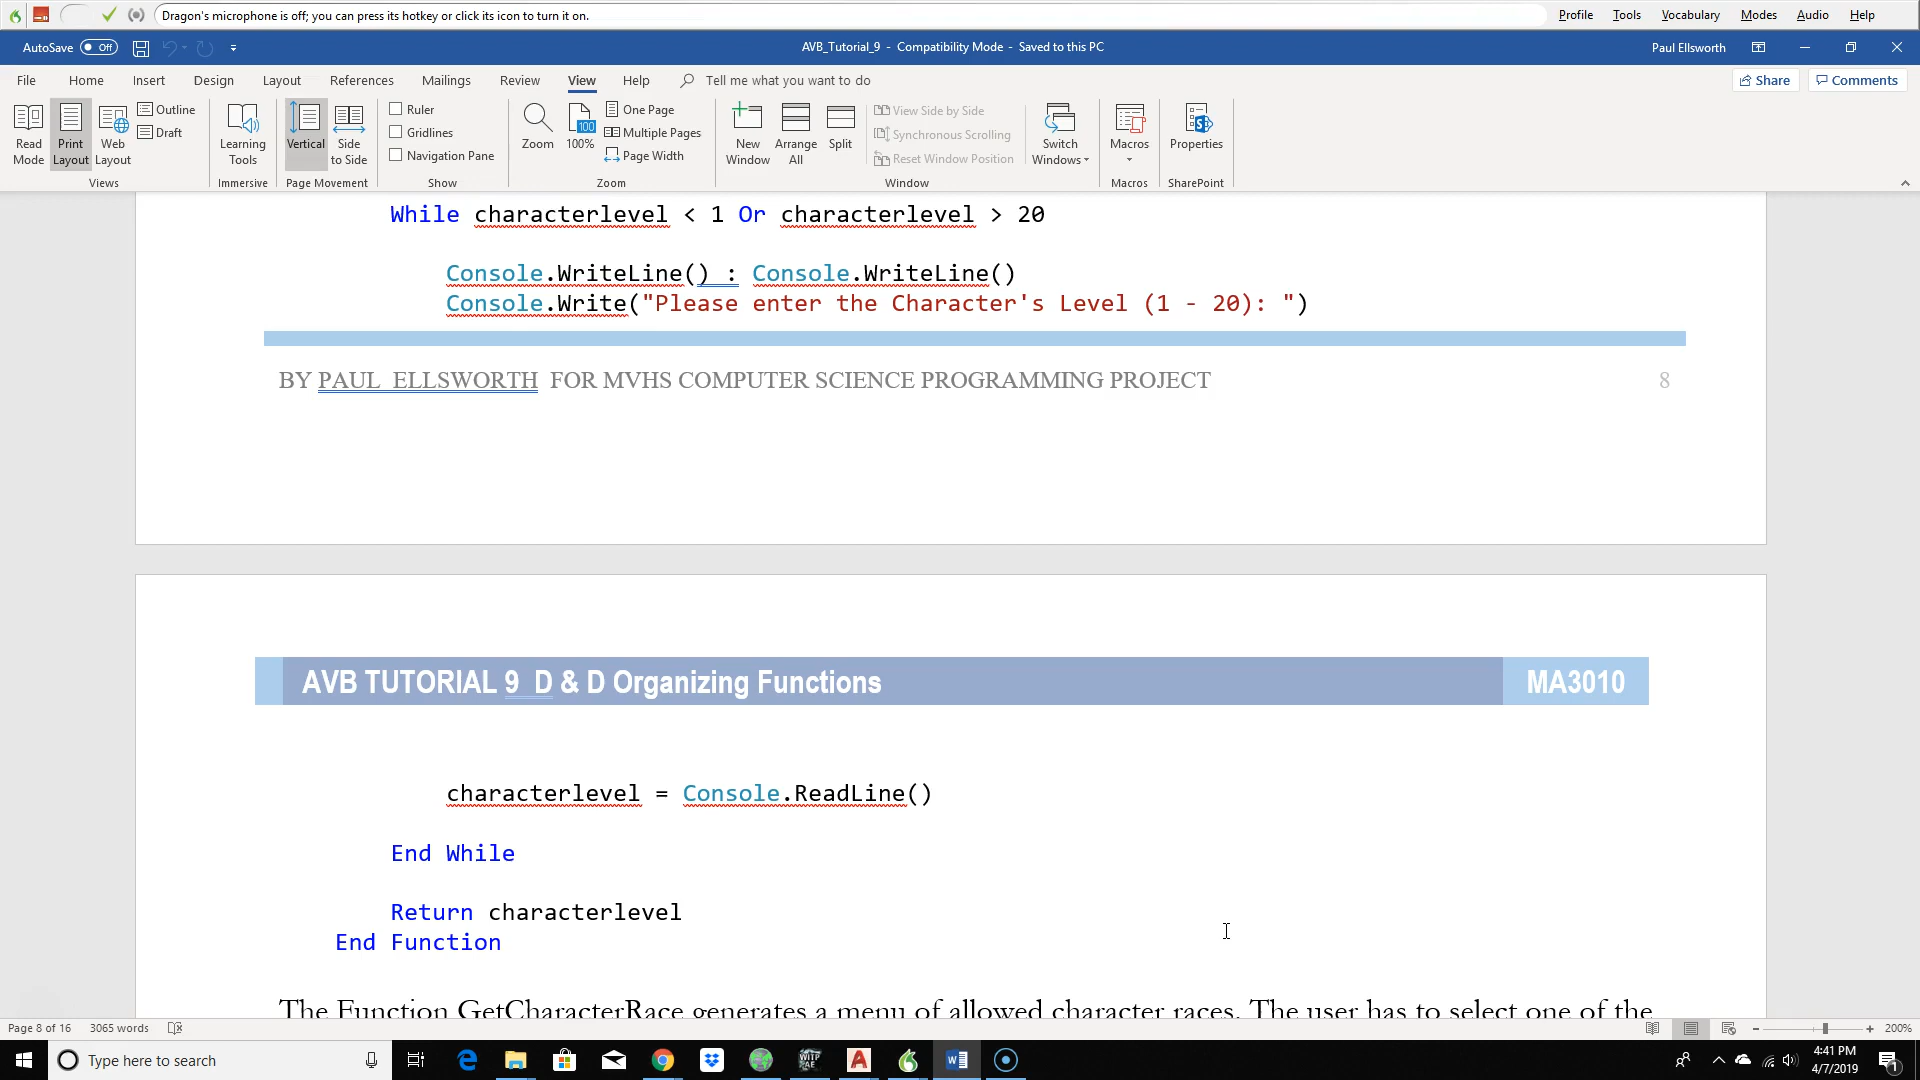 Dragon's microphone is off; you can press its hotkey or click its icon to turn it on.
Profile Tools Vocabulary Modes Audio Help
AutoSave Off
AVB_Tutorial_9 - Compatibility Mode - Saved to this PC
Paul Ellsworth
File Home Insert Design Layout References Mailings Review View Help Tell me what you want to do
Share Comments
Read Mode
Print Layout
Web Layout
Outline
Draft
Views
Learning Tools
Immersive
Vertical
Side to Side
Page Movement
Ruler
Gridlines
Navigation Pane
Show
Zoom
100
100%
One Page
Multiple Pages
Page Width
Zoom
New Window
Arrange All
Split
View Side by Side
Synchronous Scrolling
Reset Window Position
Window
Switch Windows
Macros
Macros
Properties
SharePoint
While characterlevel < 1 Or characterlevel > 20
Console.WriteLine() : Console.WriteLine()
Console.Write("Please enter the Character's Level (1 - 20): ")
BY PAUL ELLSWORTH FOR MVHS COMPUTER SCIENCE PROGRAMMING PROJECT 8
AVB TUTORIAL 9 D & D Organizing Functions MA3010
characterlevel = Console.ReadLine()
End While
Return characterlevel
End Function
The Function GetCharacterRace generates a menu of allowed character races. The user has to select one of the
Page 8 of 16 3065 words
200%
Type here to search
WITP AE
4:41 PM
4/7/2019
1